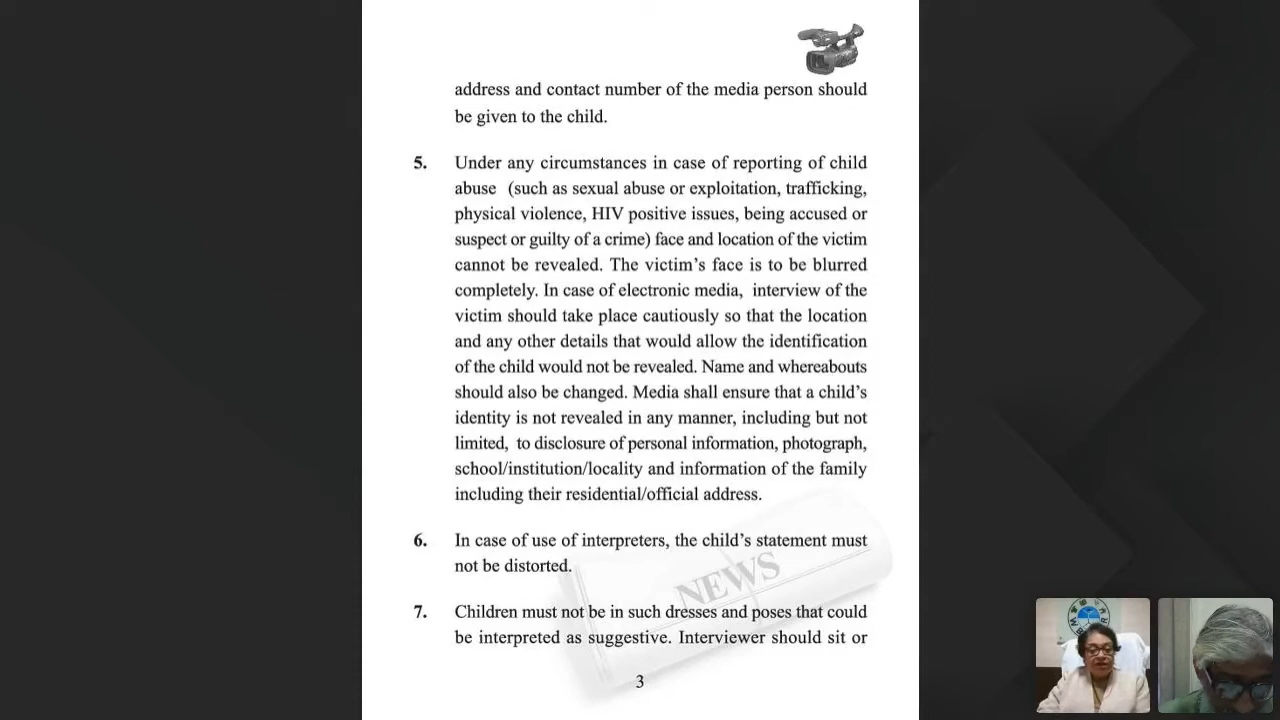 address and contact number of the media person should
be given to the child.
5. Under any circumstances in case of reporting of child
abuse (such as sexual abuse or exploitation, trafficking,
physical violence, HIV positive issues, being accused or
suspect or guilty of a crime) face and location of the victim
cannot be revealed. The victim’s face is to be blurred
completely. In case of electronic media, interview of the
victim should take place cautiously so that the location
and any other details that would allow the identification
of the child would not be revealed. Name and whereabouts
should also be changed. Media shall ensure that a child’s
identity is not revealed in any manner, including but not
limited, to disclosure of personal information, photograph,
school/institution/locality and information of the family
including their residential/official address.
6. In case of use of interpreters, the child’s statement must
not be distorted.
NEWS
7. Children must not be in such dresses and poses that could
be interpreted as suggestive. Interviewer should sit or
3